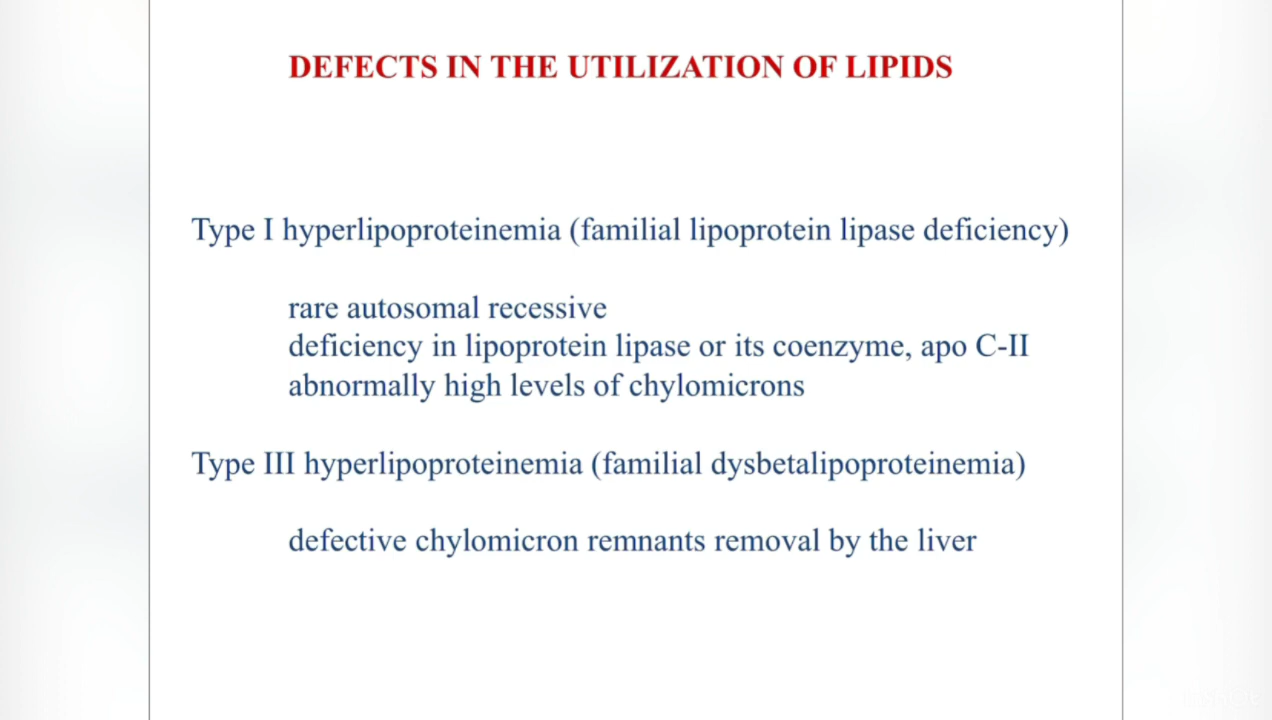 DEFECTS IN THE UTILIZATION OF LIPIDS
Type I hyperlipoproteinemia (familial lipoprotein lipase deficiency)
rare autosomal recessive
deficiency in lipoprotein lipase or its coenzyme, apo C-II
abnormally high levels of chylomicrons
Type III hyperlipoproteinemia (familial dysbetalipoproteinemia)
defective chylomicron remnants removal by the liver